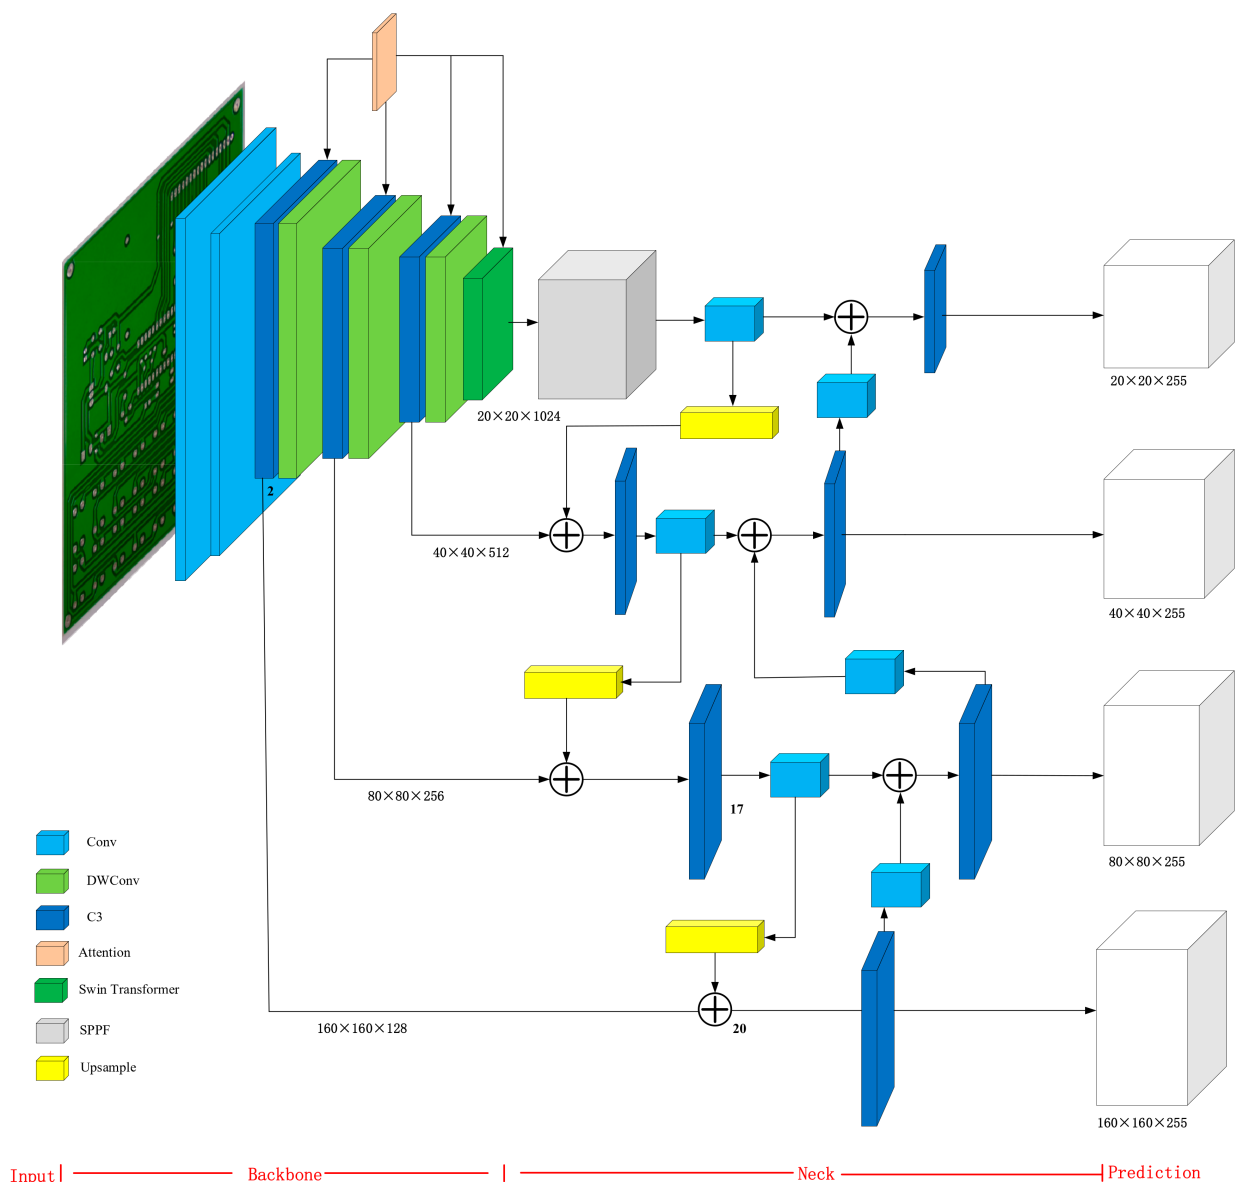 20×20×255
20×20×1024
2
40×40×512
40×40×255
80×80×256
17
80×80×255
Conv
DWConv
C3
Attention
Swin Transformer
SPPF
Upsample
160×160×128
20
160×160×255
Input
Backbone
Neck
Prediction